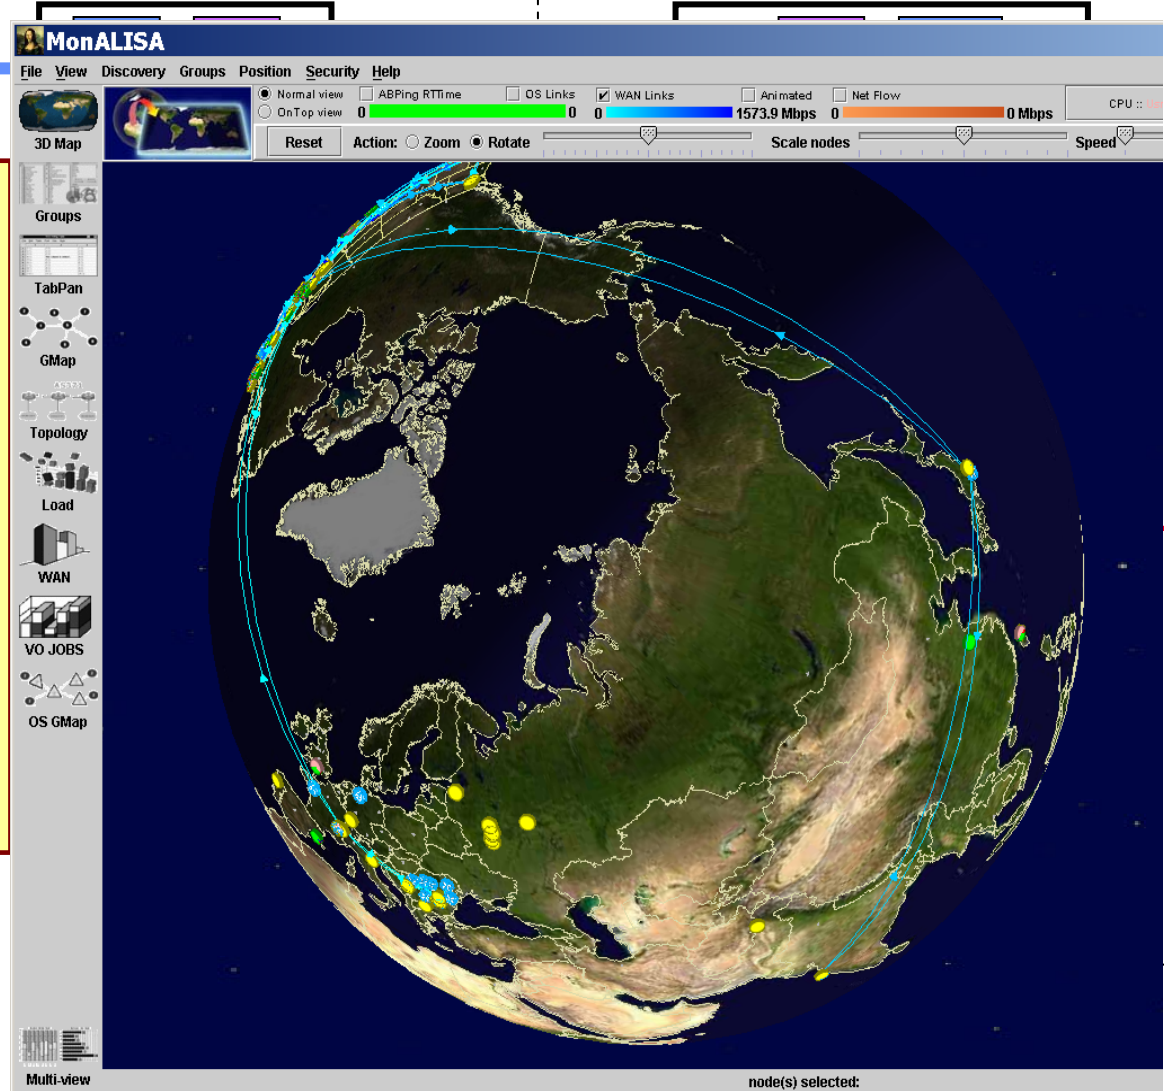 MonALISA
File View Discovery Groups Position Security Help
Normal view ABPing RTTime OS Links WAN Links Animated Net Flow
OnTop view 0 0 0 1573.9 Mbps 0 0 Mbps
CPU ::
Reset Action: Zoom Rotate Scale nodes Speed
3D Map
Groups
TabPan
GMap
Topology
Load
WAN
VO JOBS
OS GMap
Multi-view
node(s) selected: